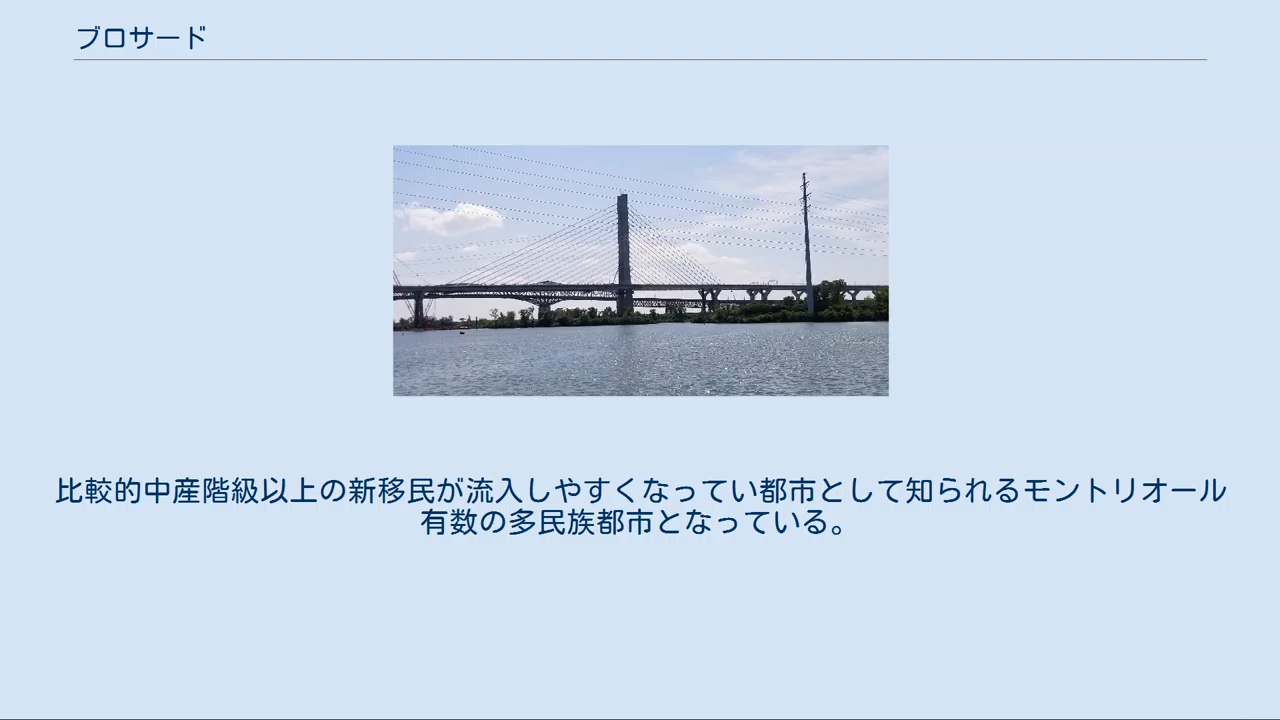 ブロサード
比較的中産階級以上の新移民が流入しやすくなってい都市として知られるモントリオール
有数の多民族都市となっている。